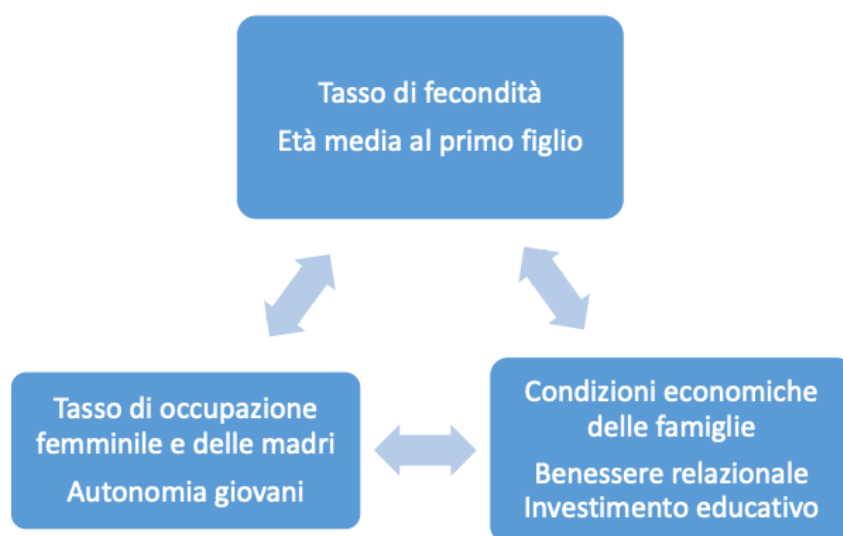 Tasso di fecondità
Età media al primo figlio
Tasso di occupazione
femminile e delle madri
Autonomia giovani
Condizioni economiche
delle famiglie
Benessere relazionale
Investimento educativo